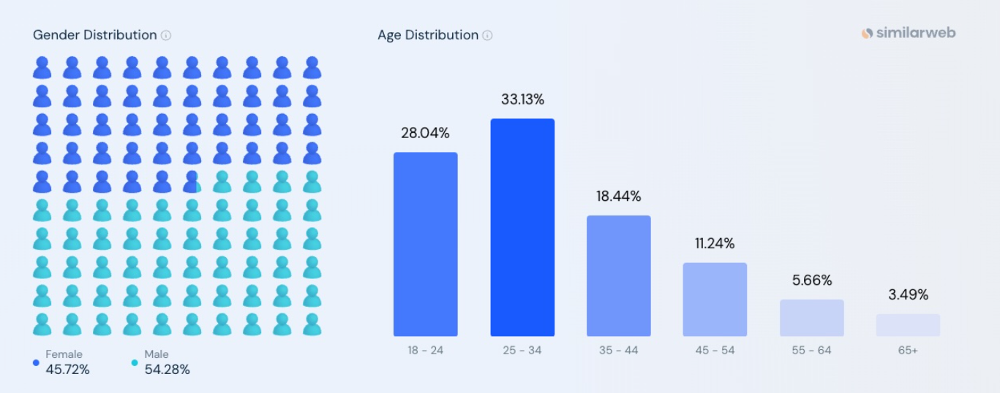 Gender Distribution
Female
45.72%
Male
54.28%
Age Distribution
similarweb
28.04%
33.13%
18.44%
11.24%
5.66%
3.49%
18 - 24
25 - 34
35 - 44
45 - 54
55 - 64
65+